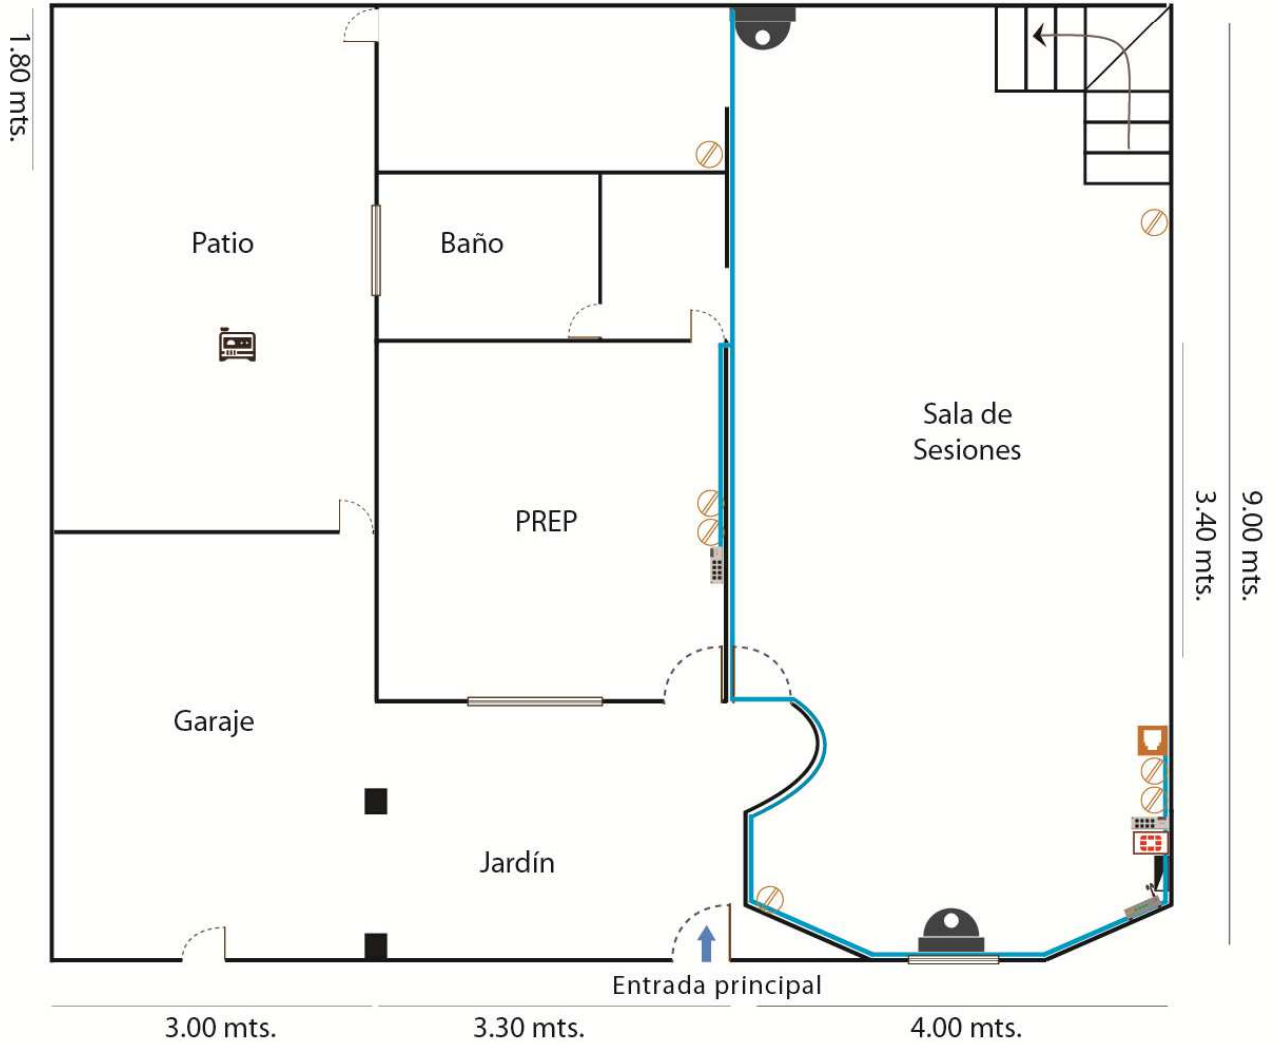 1.80 mts.
Patio
Baño
Sala de
Sesiones
PREP
3.40 mts.
9.00 mts.
Garaje
Jardín
Entrada principal
3.00 mts.
3.30 mts.
4.00 mts.